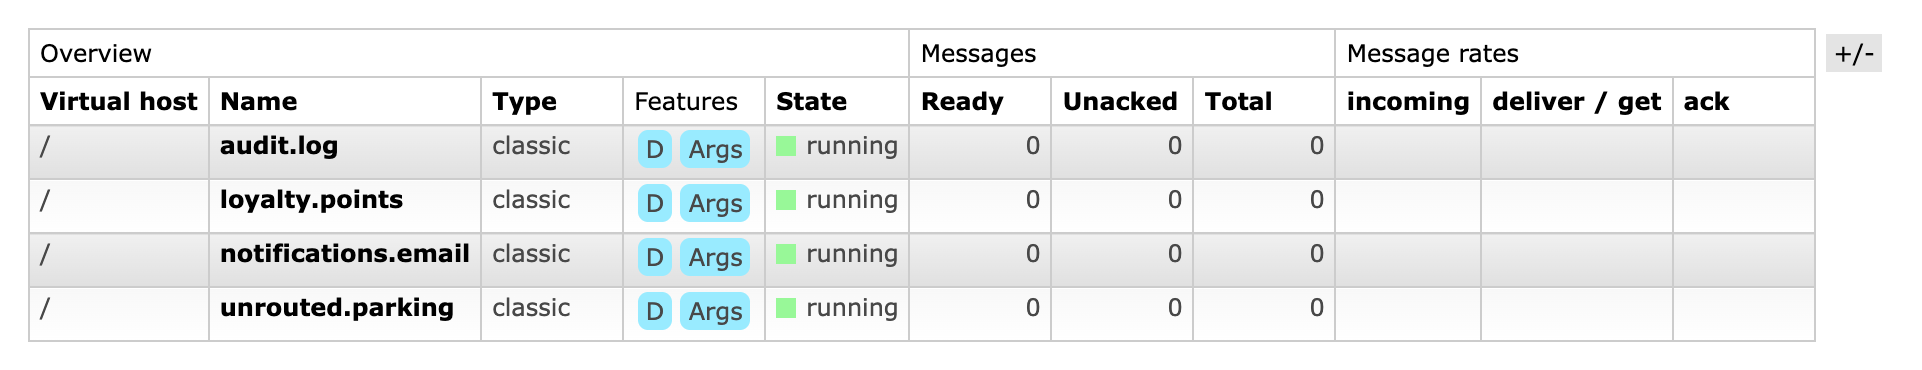 Overview Messages Message rates +/-
Virtual host Name Type Features State Ready Unacked Total incoming deliver / get ack
/ audit.log classic D Args running 0 0 0
/ loyalty.points classic D Args running 0 0 0
/ notifications.email classic D Args running 0 0 0
/ unrouted.parking classic D Args running 0 0 0